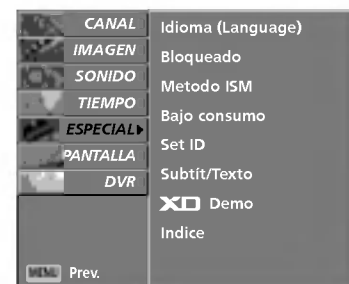 CANAL
IMAGEN
SONIDO
TIEMPO
ESPECIAL
PANTALLA
DVR
MENU Prev.
Idioma (Language)
Bloqueado
Metodo ISM
Bajo consumo
Set ID
Subtít/Texto
XD Demo
Indice